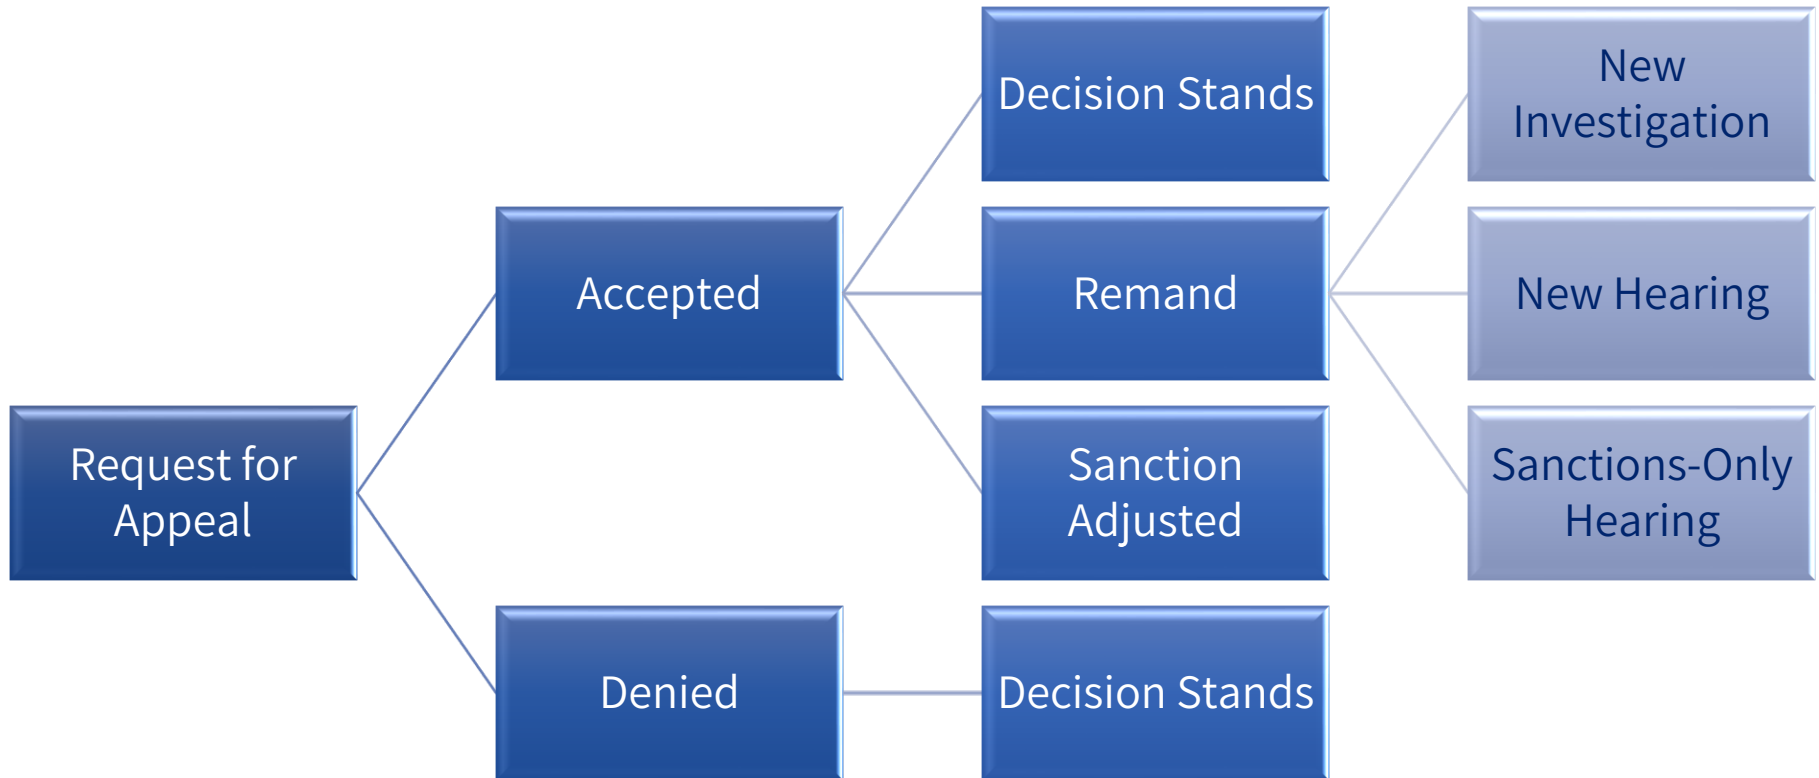 Request for
Appeal
Accepted
Denied
Decision Stands
Remand
Sanction
Adjusted
Decision Stands
New
Investigation
New Hearing
Sanctions-Only
Hearing